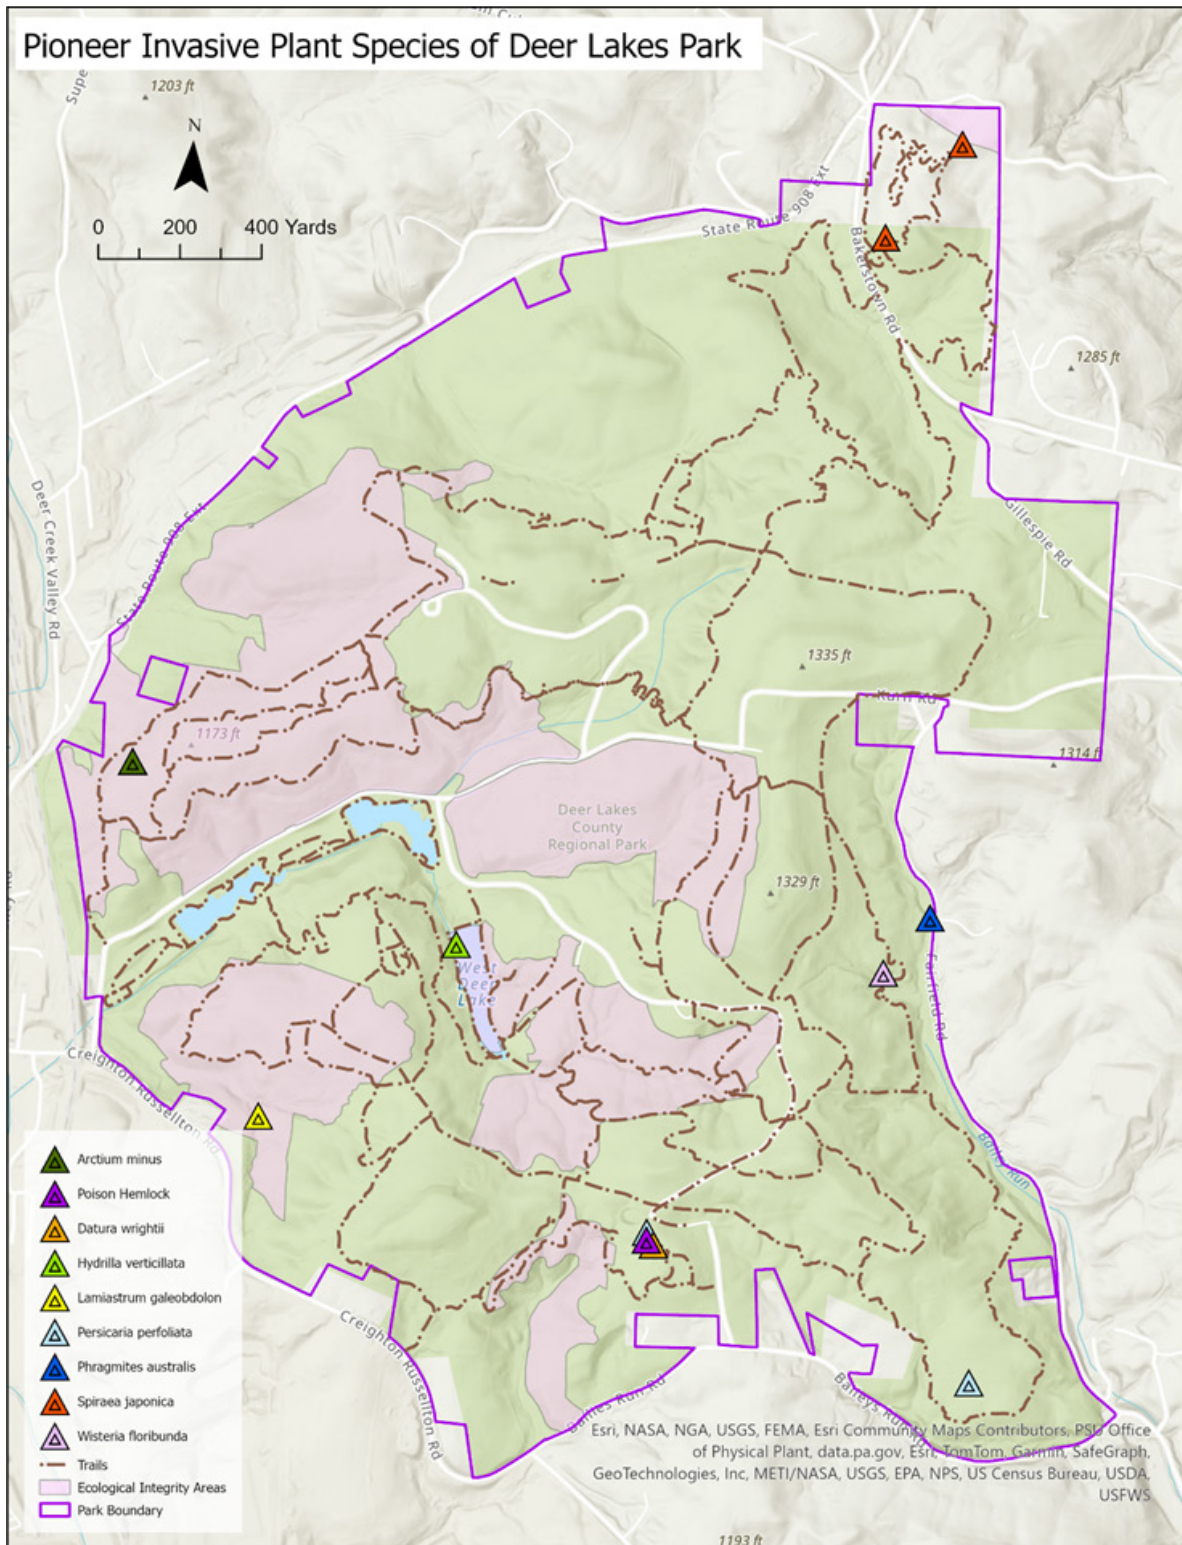 Pioneer Invasive Plant Species of Deer Lakes Park
1203 ft
N
0 200 400 Yards
State Route 908 Ext
Bakerstown Rd
1285 ft
Deer Creek Valley Rd
State Route 908 Ext
Gillespie Rd
1335 ft
Kurn Rd
1173 ft
1314 f
Deer Lakes
County
Regional Park
1329 ft
West
Deer
Lake
Fairfield Rd
Creighton Russellton Rd
Bailey Run
Arctium minus
Poison Hemlock
Datura wrightii
Hydrilla verticillata
Lamiastrum galeobdolon
Persicaria perfoliata
Phragmites australis
Spiraea japonica
Wisteria floribunda
Trails
Ecological Integrity Areas
Park Boundary
Creighton Russellton Rd
Baileys Run Rd
Esri, NASA, NGA, USGS, FEMA, Esri Community Maps Contributors, PSU Office
of Physical Plant, data.pa.gov, Esri, TomTom, Garmin, SafeGraph,
GeoTechnologies, Inc, METI/NASA, USGS, EPA, NPS, US Census Bureau, USDA,
USFWS
1193 ft